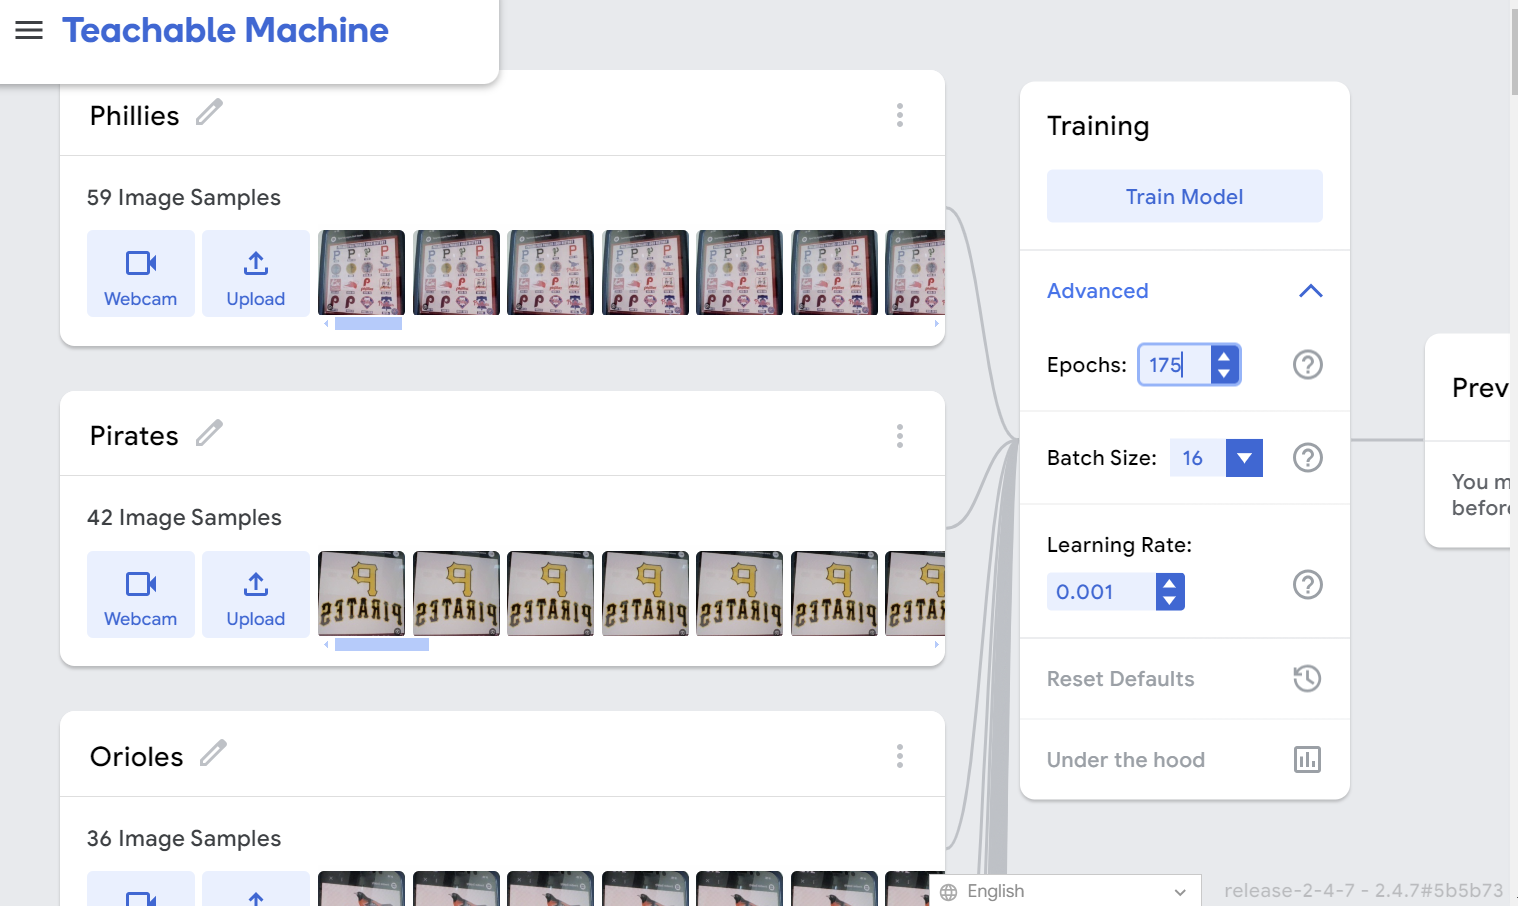 Teachable Machine
Phillies
59 Image Samples
Webcam
Upload
Pirates
42 Image Samples
Webcam
Upload
Orioles
36 Image Samples
Training
Train Model
Advanced
Epochs: 175
Batch Size: 16
Learning Rate:
0.001
Reset Defaults
Under the hood
Prev
You m
befor
English
release-2-4-7 - 2.4.7#5b5b73